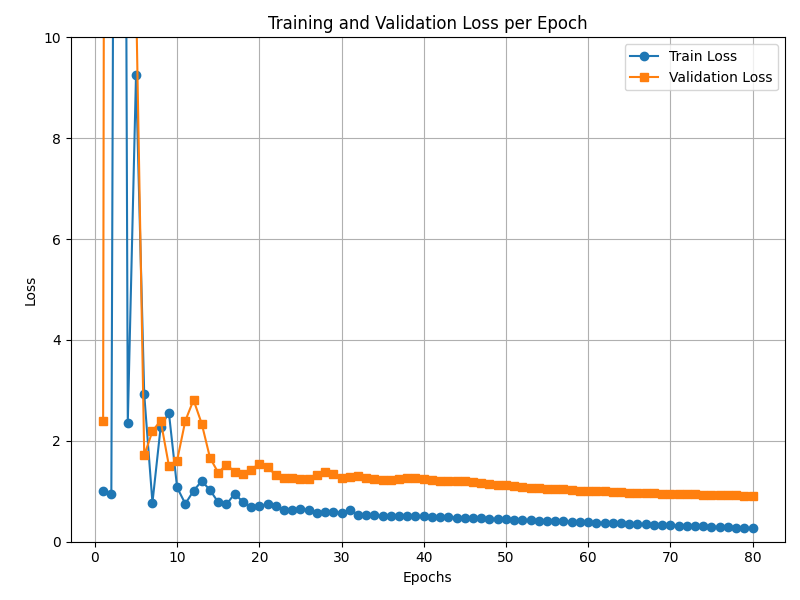 Training and Validation Loss per Epoch
Train Loss
Validation Loss
10
8
6
4
2
0
Loss
0 10 20 30 40 50 60 70 80
Epochs